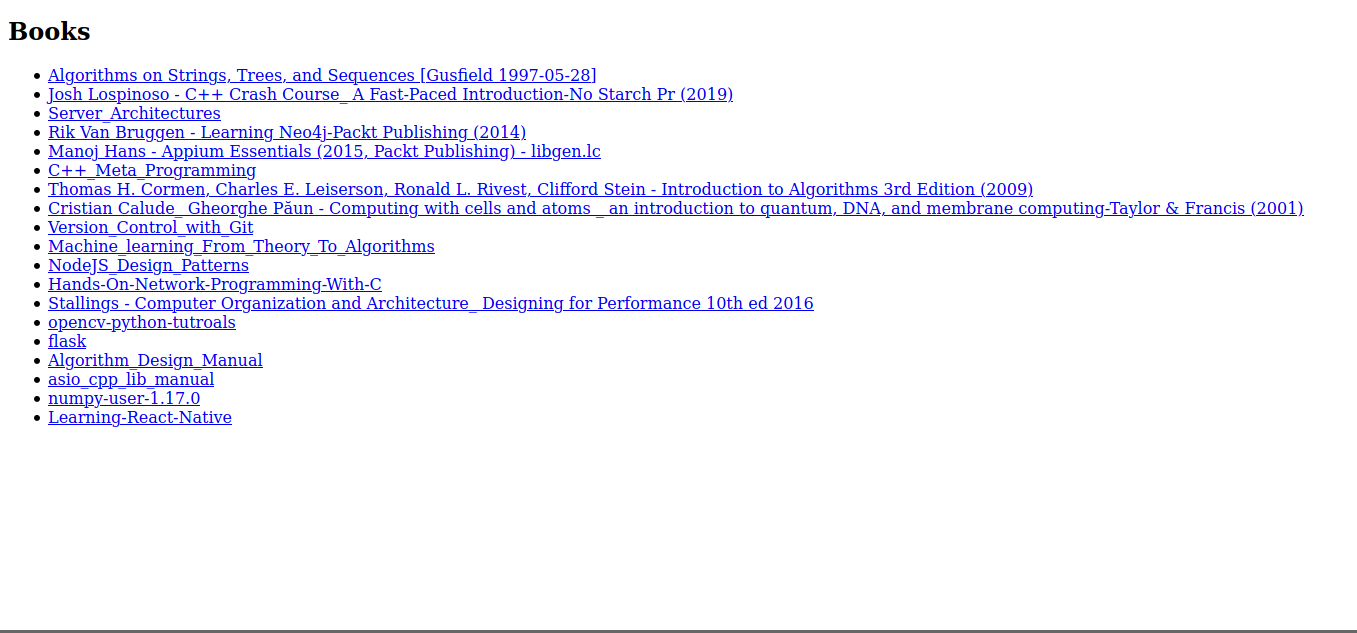 Books
Algorithms on Strings, Trees, and Sequences [Gusfield 1997-05-28]
Josh Lospinoso - C++ Crash Course_ A Fast-Paced Introduction-No Starch Pr (2019)
Server_Architectures
Rik Van Bruggen - Learning Neo4j-Packt Publishing (2014)
Manoj Hans - Appium Essentials (2015, Packt Publishing) - libgen.lc
C++_Meta_Programming
Thomas H. Cormen, Charles E. Leiserson, Ronald L. Rivest, Clifford Stein - Introduction to Algorithms 3rd Edition (2009)
Cristian Calude_ Gheorghe Păun - Computing with cells and atoms _ an introduction to quantum, DNA, and membrane computing-Taylor & Francis (2001)
Version_Control_with_Git
Machine_learning_From_Theory_To_Algorithms
NodeJS_Design_Patterns
Hands-On-Network-Programming-With-C
Stallings - Computer Organization and Architecture_ Designing for Performance 10th ed 2016
opencv-python-tutroals
flask
Algorithm_Design_Manual
asio_cpp_lib_manual
numpy-user-1.17.0
Learning-React-Native